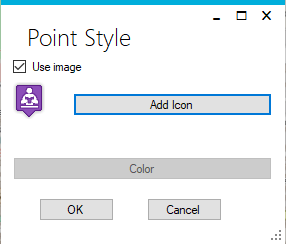 Point Style
Use image
Add Icon
Color
OK
Cancel